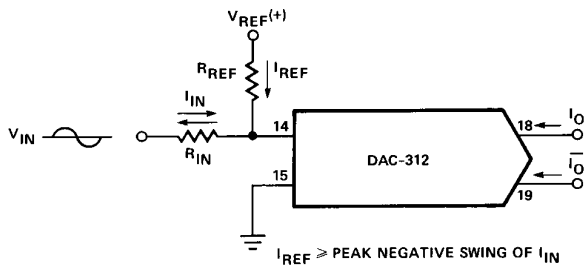 VREF(+)
RREF
IREF
IIN
VIN
RIN
14
15
DAC-312
18
IO
IO
19
IREF ≥ PEAK NEGATIVE SWING OF IIN